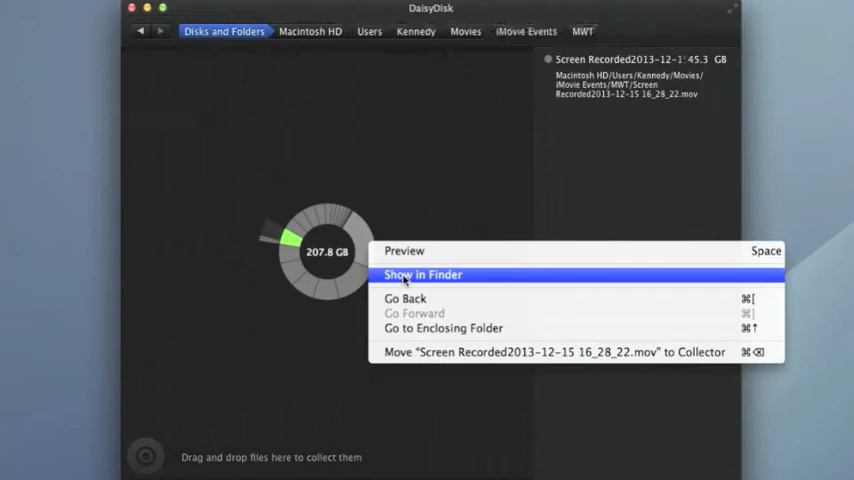 DaisyDisk
Disks and Folders Macintosh HD Users Kennedy Movies iMovie Events MWT
Screen Recorded2013-12-1 45.3 GB
Macintosh HD/Users/Kennedy/Movies/
iMovie Events/MWT/Screen
Recorded2013-12-15 16_28_22.mov
207.8 GB
Preview Space
Show in Finder
Go Back ⌘[
Go Forward ⌘]
Go to Enclosing Folder ⌘↑
Move "Screen Recorded2013-12-15 16_28_22.mov" to Collector ⌘⌫
Drag and drop files here to collect them